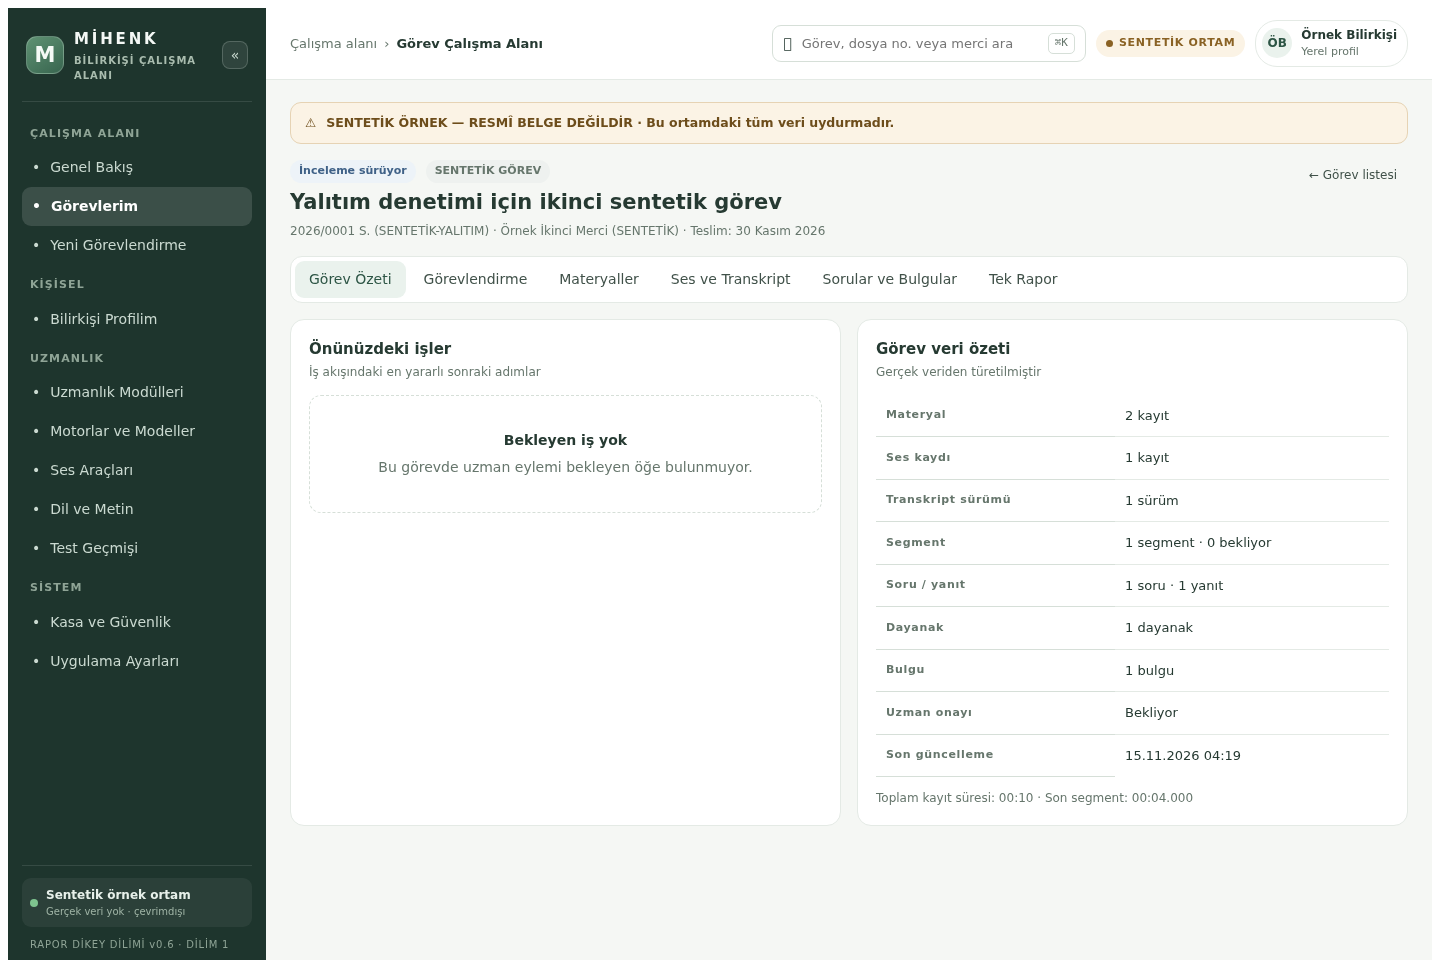 M
MİHENK
BİLİRKİŞİ ÇALIŞMA
ALANI
«
ÇALIŞMA ALANI
• Genel Bakış
• Görevlerim
• Yeni Görevlendirme
KİŞİSEL
• Bilirkişi Profilim
UZMANLIK
• Uzmanlık Modülleri
• Motorlar ve Modeller
• Ses Araçları
• Dil ve Metin
• Test Geçmişi
SİSTEM
• Kasa ve Güvenlik
• Uygulama Ayarları
Sentetik örnek ortam
Gerçek veri yok · çevrimdışı
RAPOR DİKEY DİLİMİ v0.6 · DİLİM 1
Çalışma alanı › Görev Çalışma Alanı
Görev, dosya no. veya merci ara
⌘K
SENTETİK ORTAM
ÖB
Örnek Bilirkişi
Yerel profil
⚠ SENTETİK ÖRNEK — RESMÎ BELGE DEĞİLDİR · Bu ortamdaki tüm veri uydurmadır.
İnceleme sürüyor
SENTETİK GÖREV
← Görev listesi
Yalıtım denetimi için ikinci sentetik görev
2026/0001 S. (SENTETİK-YALITIM) · Örnek İkinci Merci (SENTETİK) · Teslim: 30 Kasım 2026
Görev Özeti
Görevlendirme
Materyaller
Ses ve Transkript
Sorular ve Bulgular
Tek Rapor
Önünüzdeki işler
İş akışındaki en yararlı sonraki adımlar
Bekleyen iş yok
Bu görevde uzman eylemi bekleyen öğe bulunmuyor.
Görev veri özeti
Gerçek veriden türetilmiştir
Materyal 2 kayıt
Ses kaydı 1 kayıt
Transkript sürümü 1 sürüm
Segment 1 segment · 0 bekliyor
Soru / yanıt 1 soru · 1 yanıt
Dayanak 1 dayanak
Bulgu 1 bulgu
Uzman onayı Bekliyor
Son güncelleme 15.11.2026 04:19
Toplam kayıt süresi: 00:10 · Son segment: 00:04.000